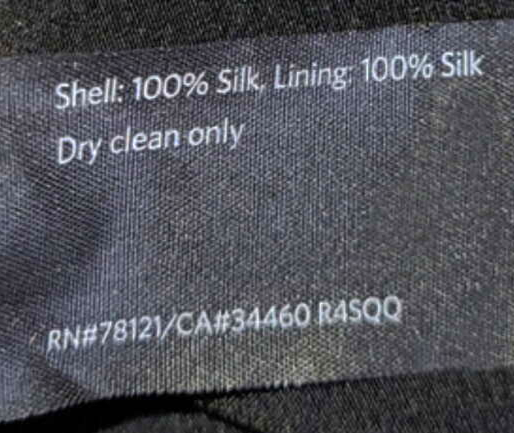 Shell: 100% Silk, Lining: 100% Silk
Dry clean only
RN#78121/CA#34460 R4SQQ